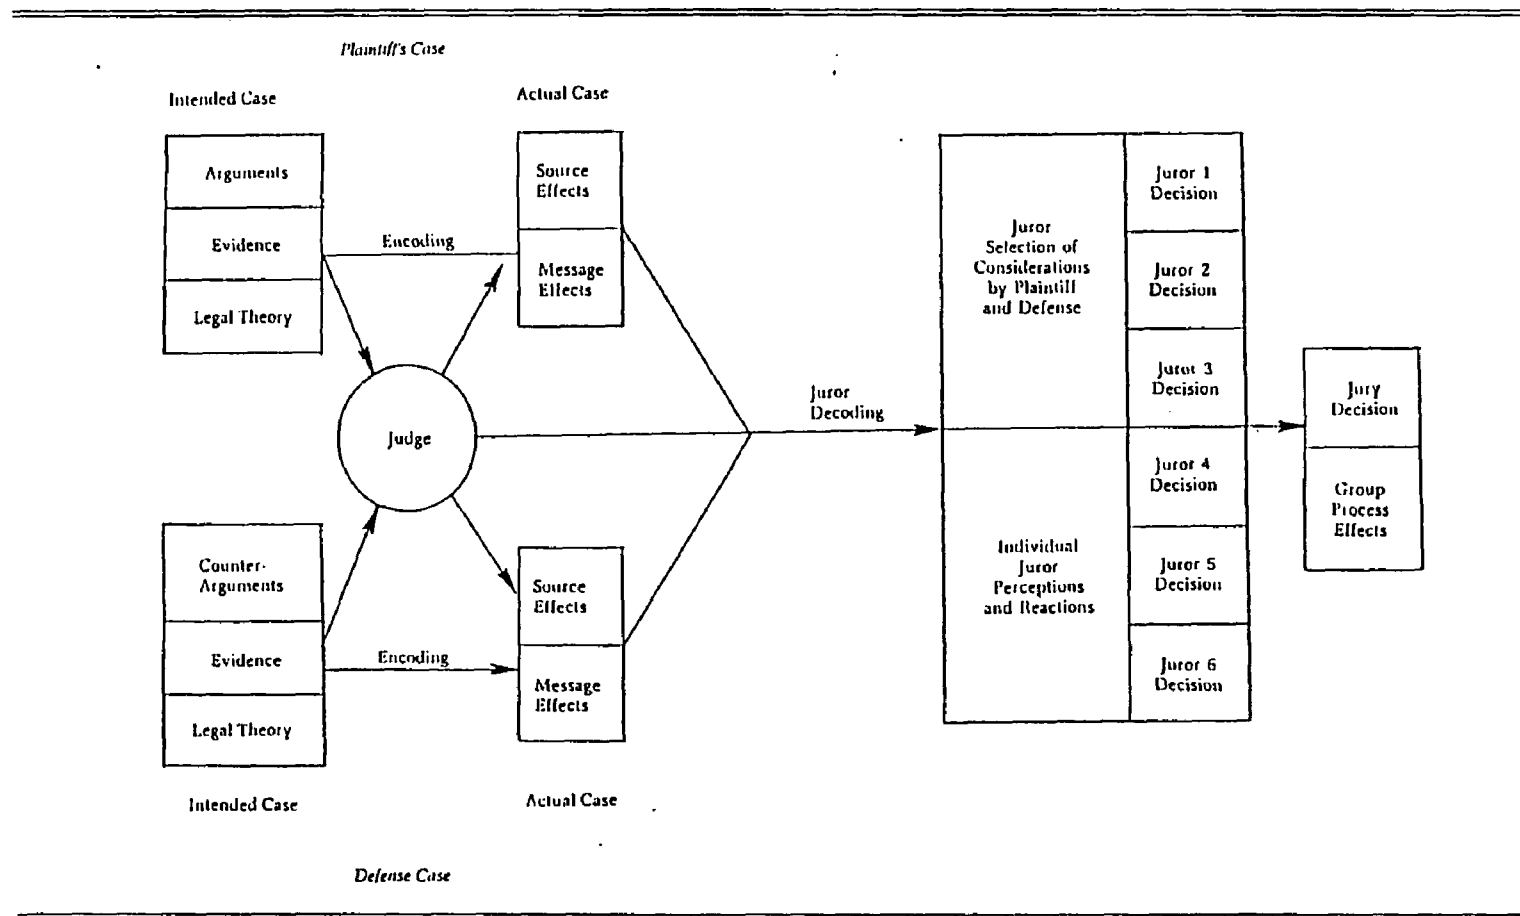 Plaintiff's Case
Intended Case
Actual Case
Arguments
Evidence
Legal Theory
Encoding
Source
Effects
Message
Effects
Judge
Counter-
Arguments
Evidence
Legal Theory
Encoding
Source
Effects
Message
Effects
Intended Case
Actual Case
Defense Case
Juror
Decoding
Juror
Selection of
Considerations
by Plaintiff
and Defense
Individual
Juror
Perceptions
and Reactions
Juror 1
Decision
Juror 2
Decision
Juror 3
Decision
Juror 4
Decision
Juror 5
Decision
Juror 6
Decision
Jury
Decision
Group
Process
Effects